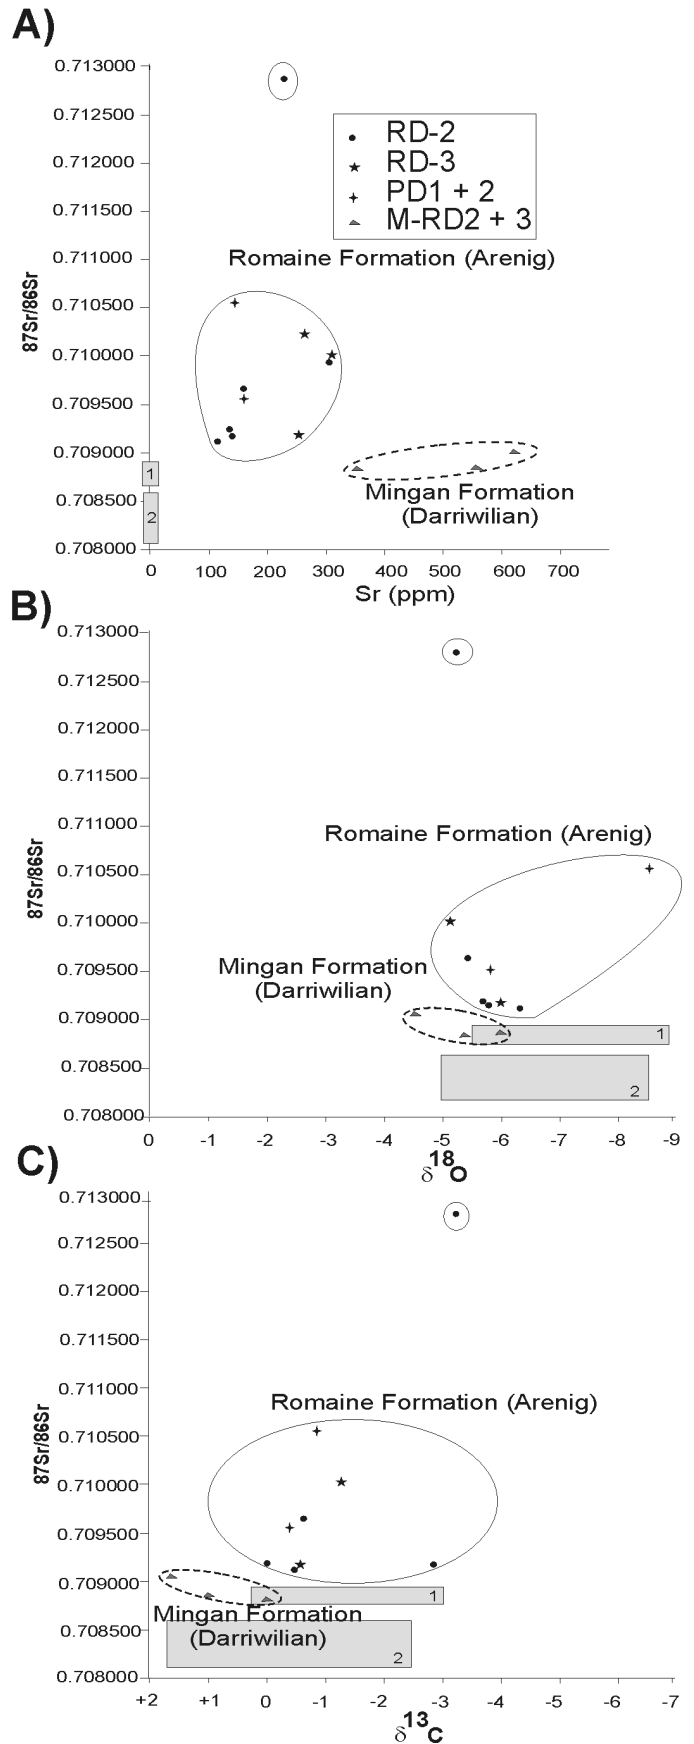 A)
0.713000
0.712500
0.712000
0.711500
0.711000
0.710500
0.710000
0.709500
0.709000
0.708500
0.708000
87Sr/86Sr
RD-2
RD-3
PD1 + 2
M-RD2 + 3
Romaine Formation (Arenig)
Mingan Formation
(Darriwilian)
1
2
0 100 200 300 400 500 600 700
Sr (ppm)
B)
0.713000
0.712500
0.712000
0.711500
0.711000
0.710500
0.710000
0.709500
0.709000
0.708500
0.708000
87Sr/86Sr
Romaine Formation (Arenig)
Mingan Formation
(Darriwilian)
1
2
0 -1 -2 -3 -4 -5 -6 -7 -8 -9
δ18O
C)
0.713000
0.712500
0.712000
0.711500
0.711000
0.710500
0.710000
0.709500
0.709000
0.708500
0.708000
87Sr/86Sr
Romaine Formation (Arenig)
1
Mingan Formation
(Darriwilian)
2
+2 +1 0 -1 -2 -3 -4 -5 -6 -7
δ13C